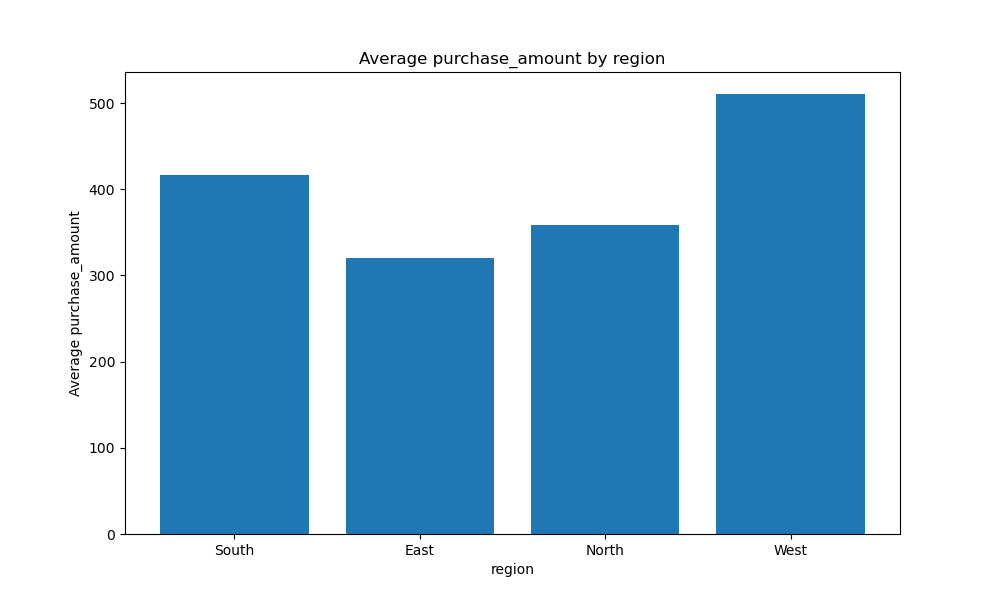 Average purchase_amount by region
Average purchase_amount
500
400
300
200
100
0
South
East
North
West
region